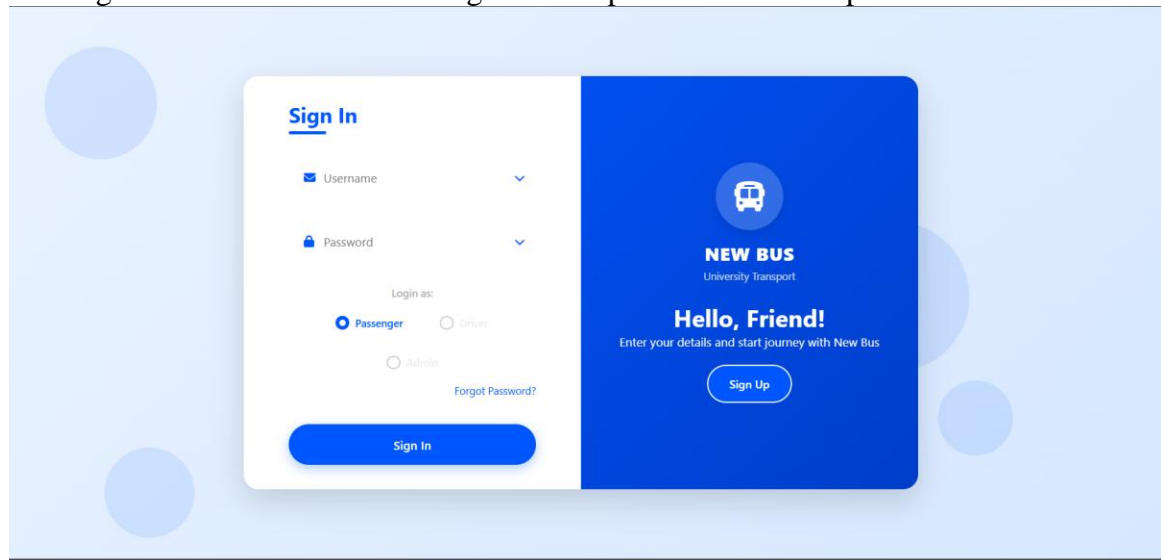 Sign In
Username
Password
Login as:
Passenger
Driver
Admin
Forgot Password?
Sign In
NEW BUS
University Transport
Hello, Friend!
Enter your details and start journey with New Bus
Sign Up